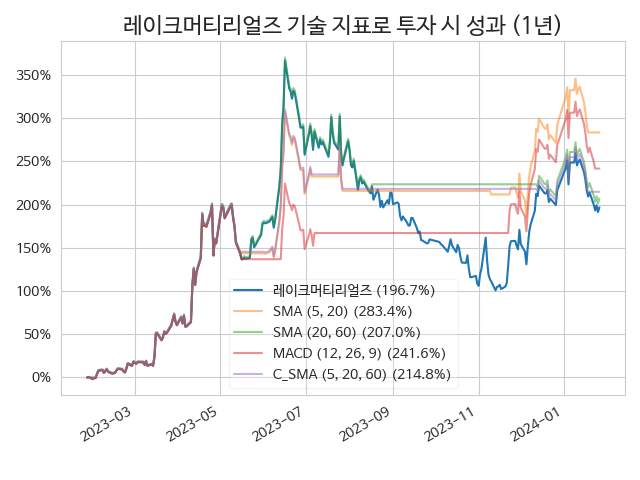 레이크머티리얼즈 기술 지표로 투자 시 성과 (1년)
350%
300%
250%
200%
150%
100%
50%
0%
레이크머티리얼즈 (196.7%)
SMA (5, 20) (283.4%)
SMA (20, 60) (207.0%)
MACD (12, 26, 9) (241.6%)
C_SMA (5, 20, 60) (214.8%)
2023-03
2023-05
2023-07
2023-09
2023-11
2024-01